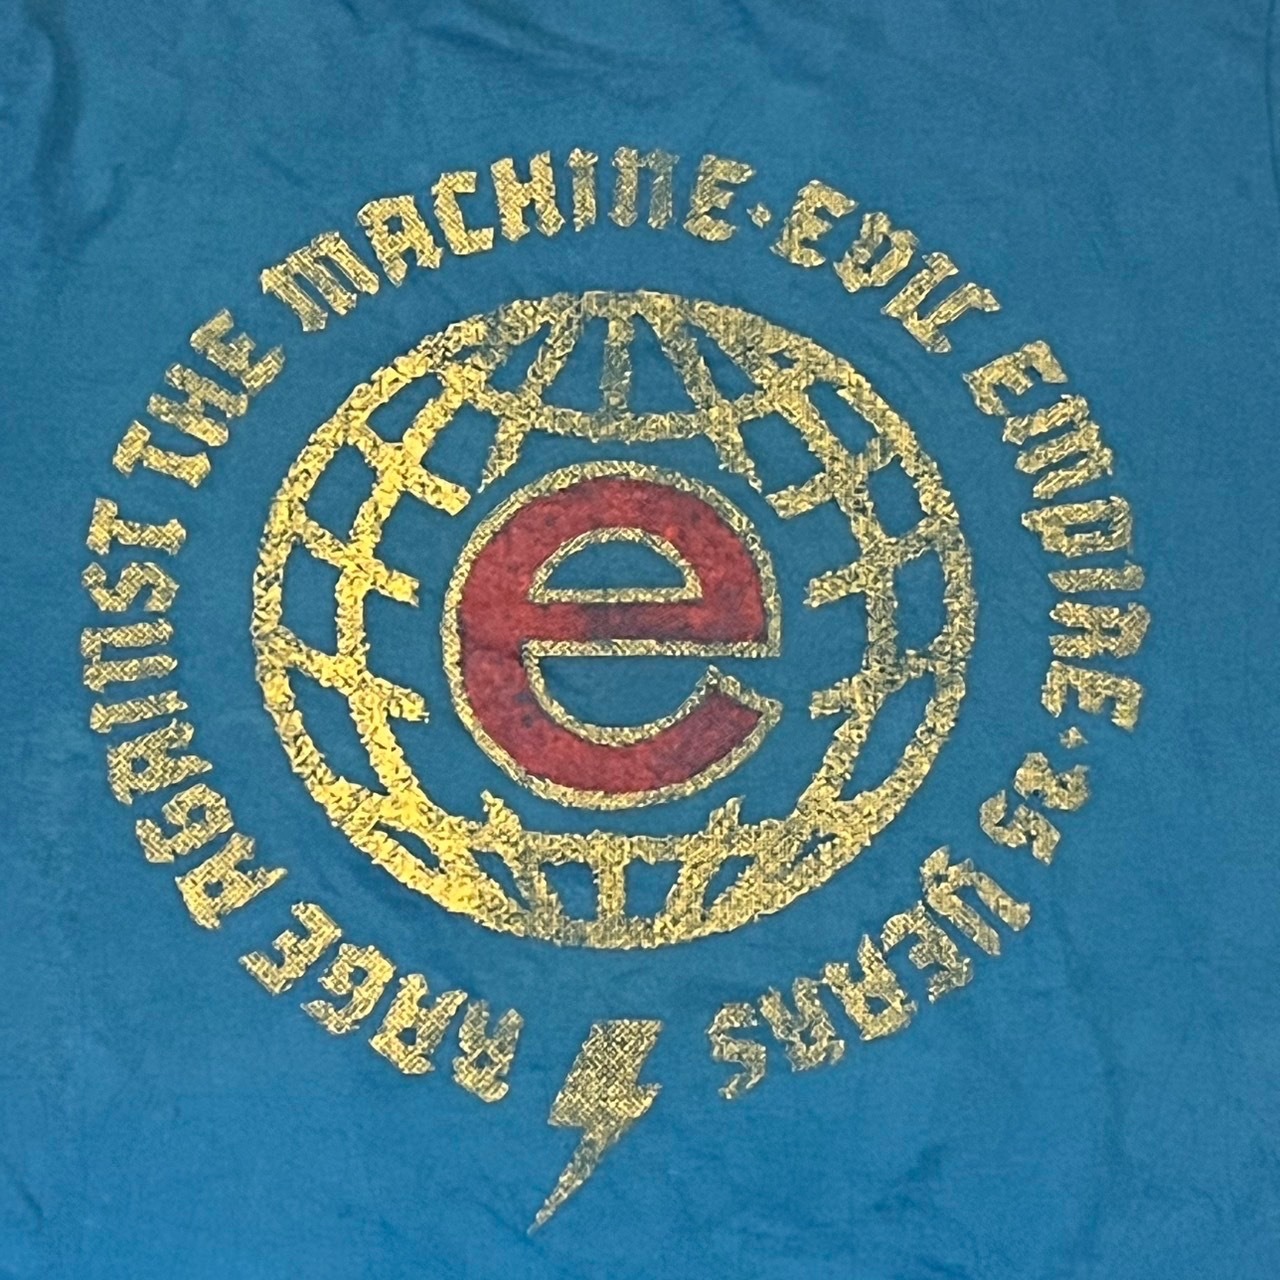 RAGE AGAINST THE MACHINE · EVIL EMPIRE · 25 YEARS
e